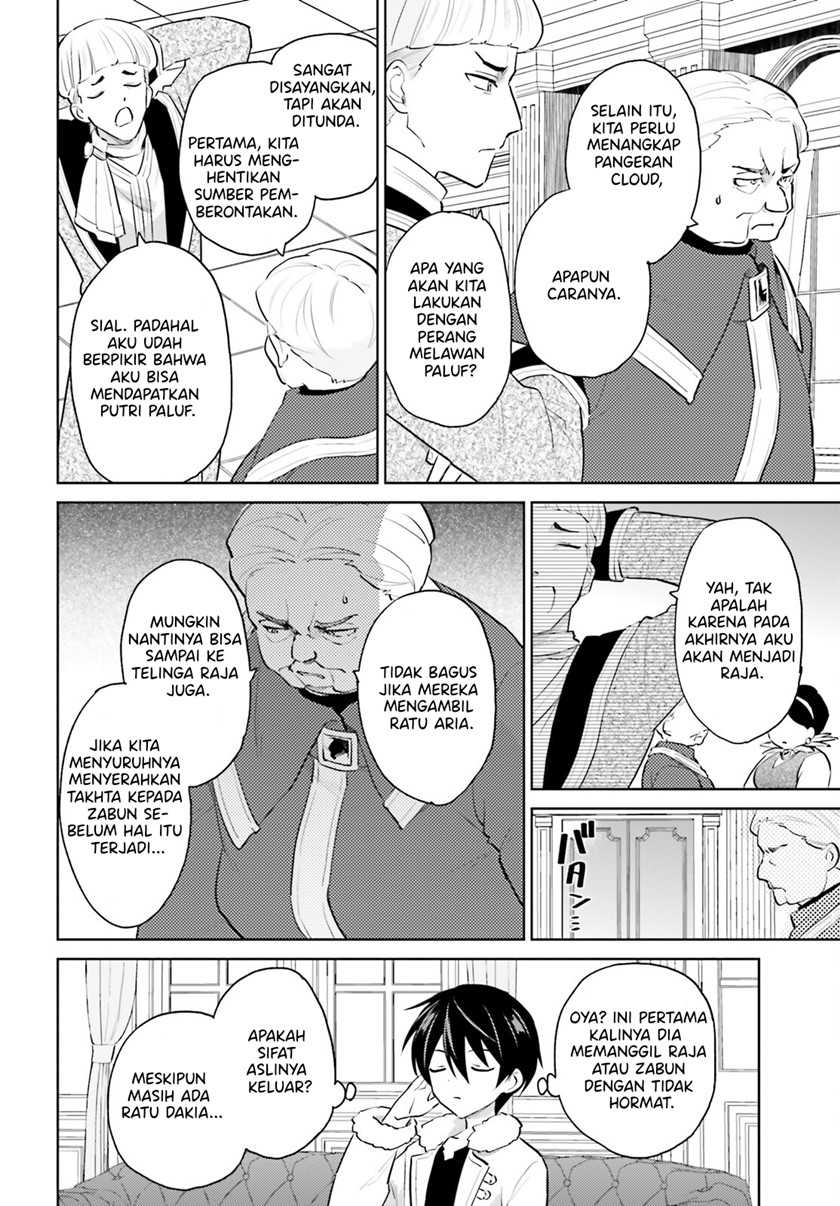 SELAIN ITU,
KITA PERLU
MENANGKAP
PANGERAN
CLOUD,
APAPUN
CARANYA.
APA YANG
AKAN KITA
LAKUKAN
DENGAN
PERANG
MELAWAN
PALUF?
SANGAT
DISAYANGKAN,
TAPI AKAN
DITUNDA.
PERTAMA, KITA
HARUS MENG-
HENTIKAN
SUMBER PEM-
BERONTAKAN.
SIAL. PADAHAL
AKU UDAH
BERPIKIR BAHWA
AKU BISA
MENDAPATKAN
PUTRI PALUF.
YAH, TAK
APALAH
KARENA PADA
AKHIRNYA AKU
AKAN MENJADI
RAJA.
バタン
TIDAK BAGUS
JIKA MEREKA
MENGAMBIL
RATU ARIA.
MUNGKIN
NANTINYA BISA
SAMPAI KE
TELINGA RAJA
JUGA.
JIKA KITA
MENYURUHNYA
MENYERAHKAN
TAKHTA KEPADA
ZABUN SE-
BELUM HAL ITU
TERJADI...
OYA? INI PERTAMA
KALINYA DIA
MEMANGGIL RAJA
ATAU ZABUN
DENGAN TIDAK
HORMAT.
APAKAH
SIFAT
ASLINYA
KELUAR?
MESKIPUN
MASIH ADA
RATU DAKIA...